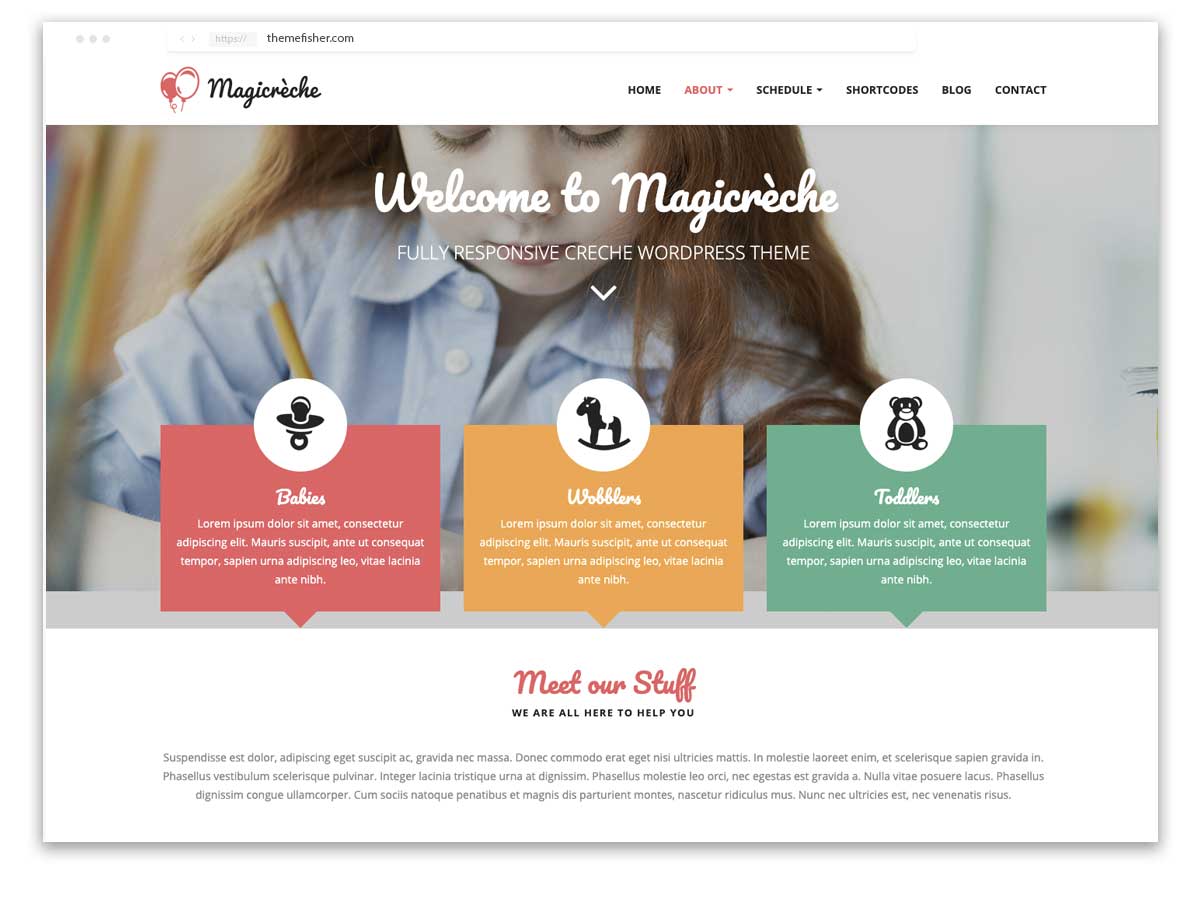 https://
themefisher.com
Magicrèche
HOME ABOUT SCHEDULE SHORTCODES BLOG CONTACT
Welcome to Magicrèche
FULLY RESPONSIVE CRECHE WORDPRESS THEME
Babies
Lorem ipsum dolor sit amet, consectetur
adipiscing elit. Mauris suscipit, ante ut consequat
tempor, sapien urna adipiscing leo, vitae lacinia
ante nibh.
Wobblers
Lorem ipsum dolor sit amet, consectetur
adipiscing elit. Mauris suscipit, ante ut consequat
tempor, sapien urna adipiscing leo, vitae lacinia
ante nibh.
Toddlers
Lorem ipsum dolor sit amet, consectetur
adipiscing elit. Mauris suscipit, ante ut consequat
tempor, sapien urna adipiscing leo, vitae lacinia
ante nibh.
Meet our Stuff
WE ARE ALL HERE TO HELP YOU
Suspendisse est dolor, adipiscing eget suscipit ac, gravida nec massa. Donec commodo erat eget nisi ultricies mattis. In molestie laoreet enim, et scelerisque sapien gravida in.
Phasellus vestibulum scelerisque pulvinar. Integer lacinia tristique urna at dignissim. Phasellus molestie leo orci, nec egestas est gravida a. Nulla vitae posuere lacus. Phasellus
dignissim congue ullamcorper. Cum sociis natoque penatibus et magnis dis parturient montes, nascetur ridiculus mus. Nunc nec ultricies est, nec venenatis risus.